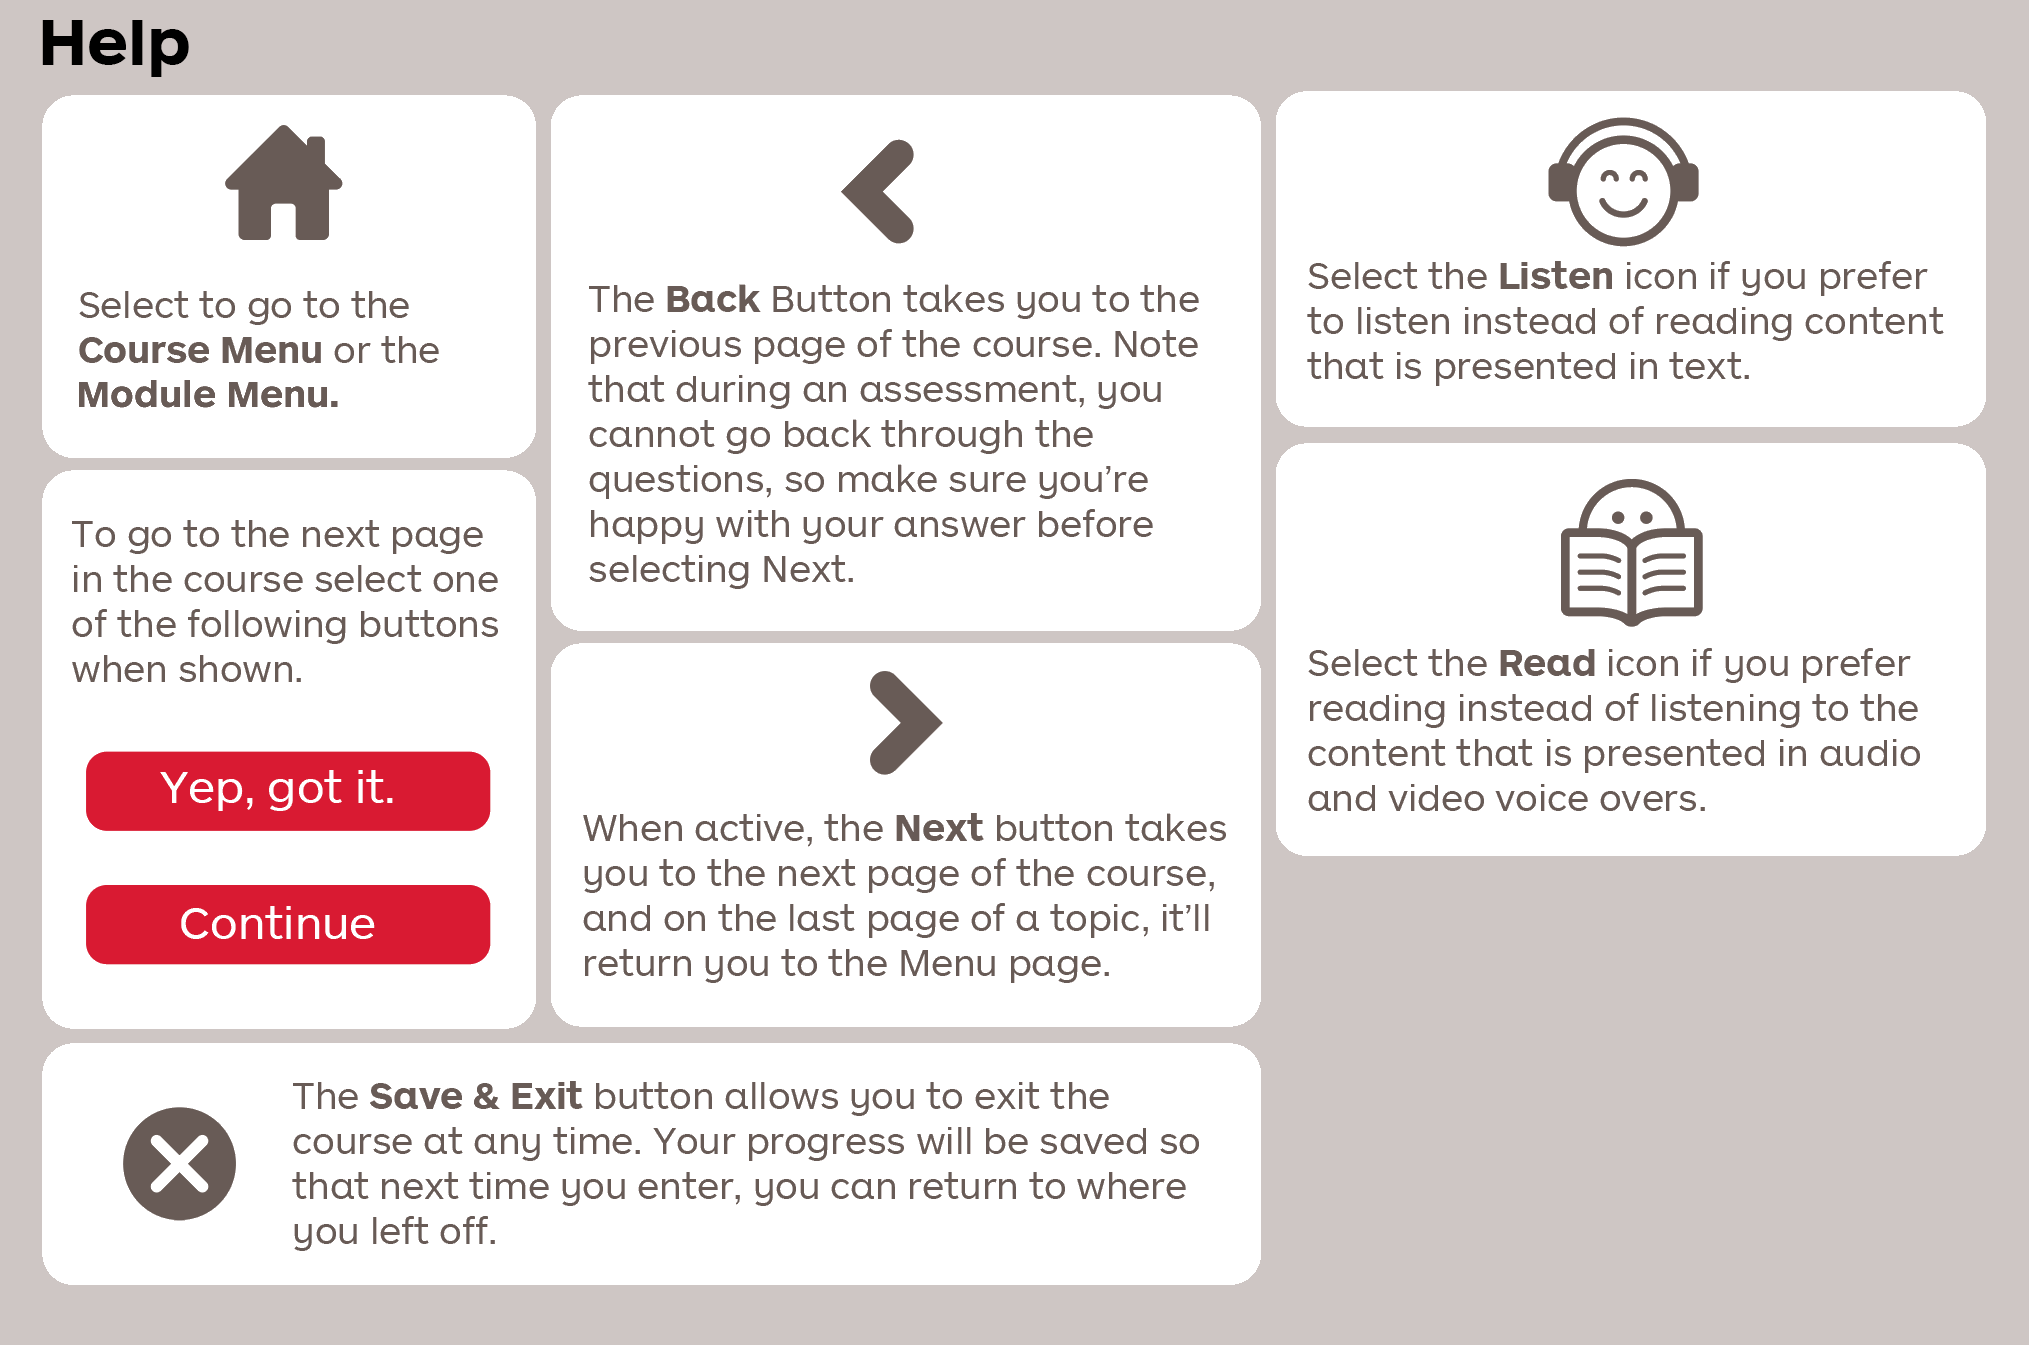 Help
Select to go to the
Course Menu or the
Module Menu.
To go to the next page
in the course select one
of the following buttons
when shown.
Yep, got it.
Continue
The Back Button takes you to the
previous page of the course. Note
that during an assessment, you
cannot go back through the
questions, so make sure you’re
happy with your answer before
selecting Next.
When active, the Next button takes
you to the next page of the course,
and on the last page of a topic, it’ll
return you to the Menu page.
Select the Listen icon if you prefer
to listen instead of reading content
that is presented in text.
Select the Read icon if you prefer
reading instead of listening to the
content that is presented in audio
and video voice overs.
The Save & Exit button allows you to exit the
course at any time. Your progress will be saved so
that next time you enter, you can return to where
you left off.